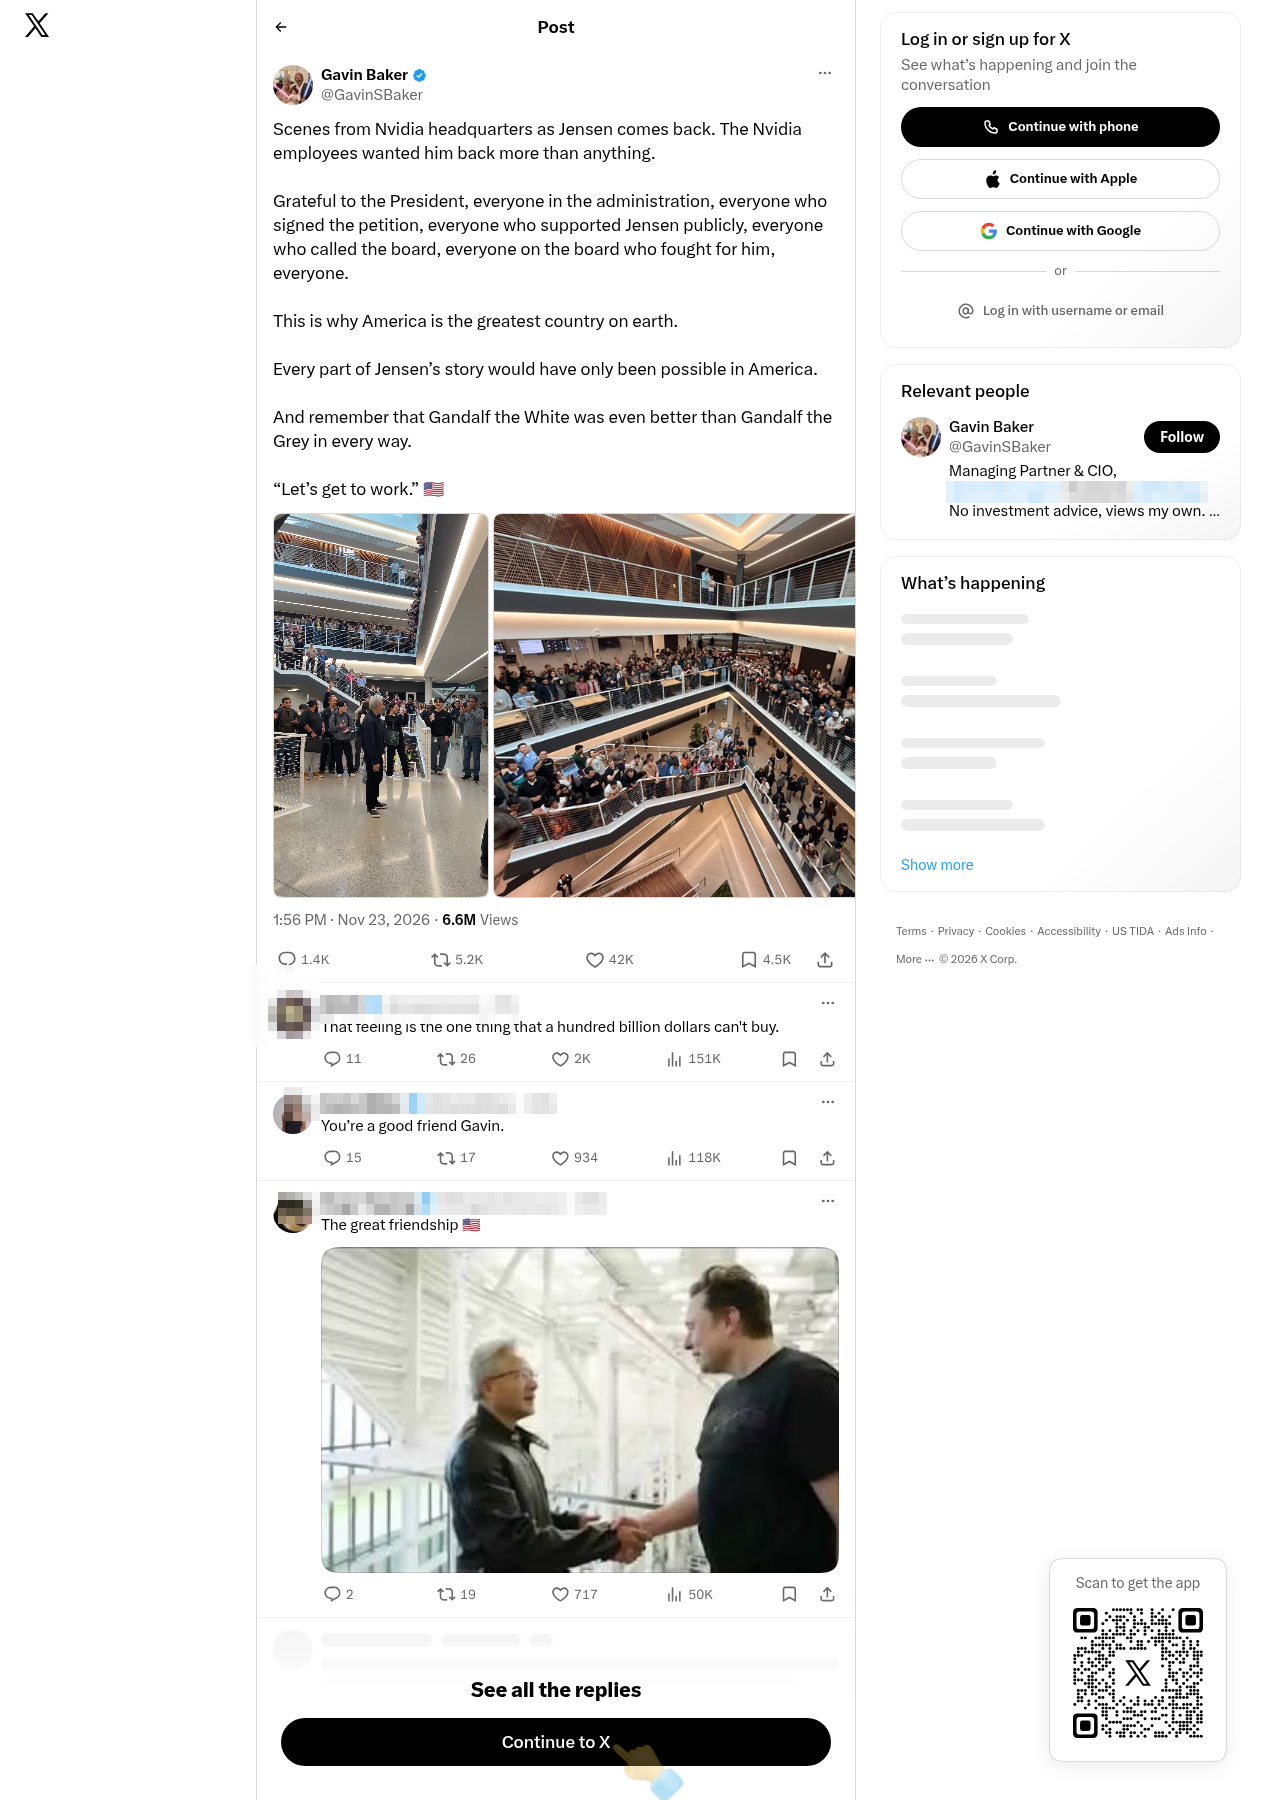 Post
Gavin Baker
@GavinSBaker
Scenes from Nvidia headquarters as Jensen comes back. The Nvidia
employees wanted him back more than anything.
Grateful to the President, everyone in the administration, everyone who
signed the petition, everyone who supported Jensen publicly, everyone
who called the board, everyone on the board who fought for him,
everyone.
This is why America is the greatest country on earth.
Every part of Jensen’s story would have only been possible in America.
And remember that Gandalf the White was even better than Gandalf the
Grey in every way.
“Let’s get to work.” 🇺🇸
1:56 PM · Nov 23, 2026 · 6.6M Views
1.4K 5.2K 42K 4.5K
That feeling is the one thing that a hundred billion dollars can't buy.
11 26 2K 151K
You’re a good friend Gavin.
15 17 934 118K
The great friendship 🇺🇸
2 19 717 50K
See all the replies
Continue to X
Log in or sign up for X
See what’s happening and join the
conversation
Continue with phone
Continue with Apple
Continue with Google
or
Log in with username or email
Relevant people
Gavin Baker
@GavinSBaker
Follow
Managing Partner & CIO,
No investment advice, views my own. ...
What’s happening
Show more
Terms · Privacy · Cookies · Accessibility · US TIDA · Ads Info ·
More ··· © 2026 X Corp.
Scan to get the app